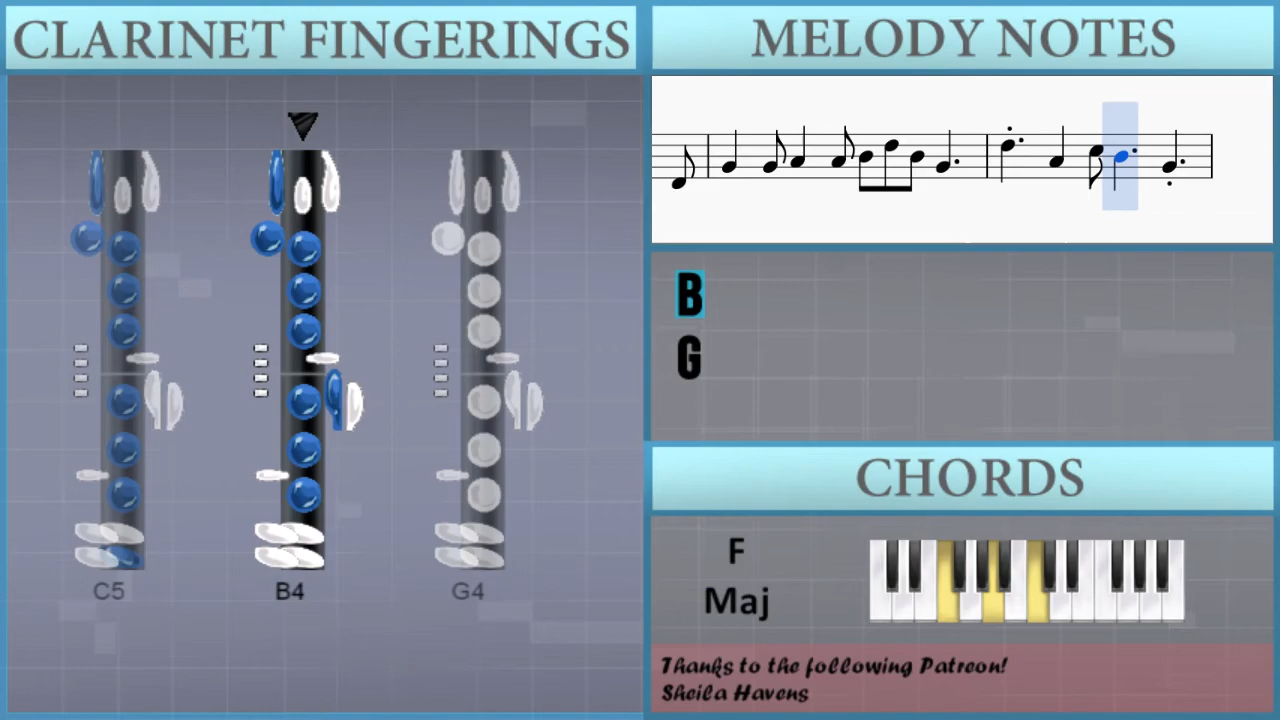 CLARINET FINGERINGS
C5
B4
G4
MELODY NOTES
B
G
CHORDS
F
Maj
Thanks to the following Patreon!
Sheila Havens